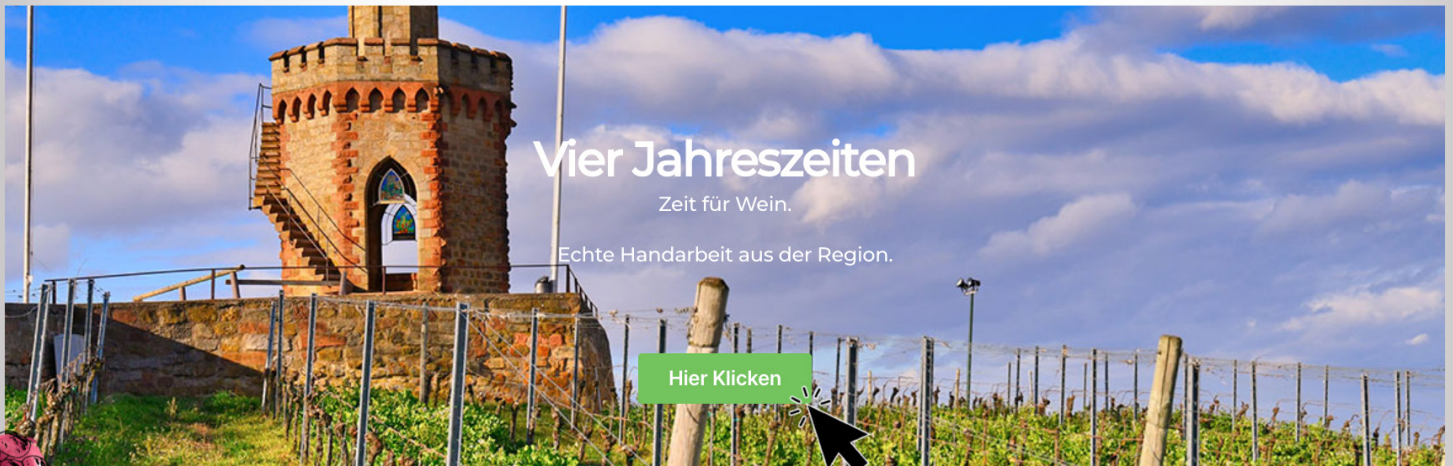 Vier Jahreszeiten
Zeit für Wein.
Echte Handarbeit aus der Region.
Hier Klicken